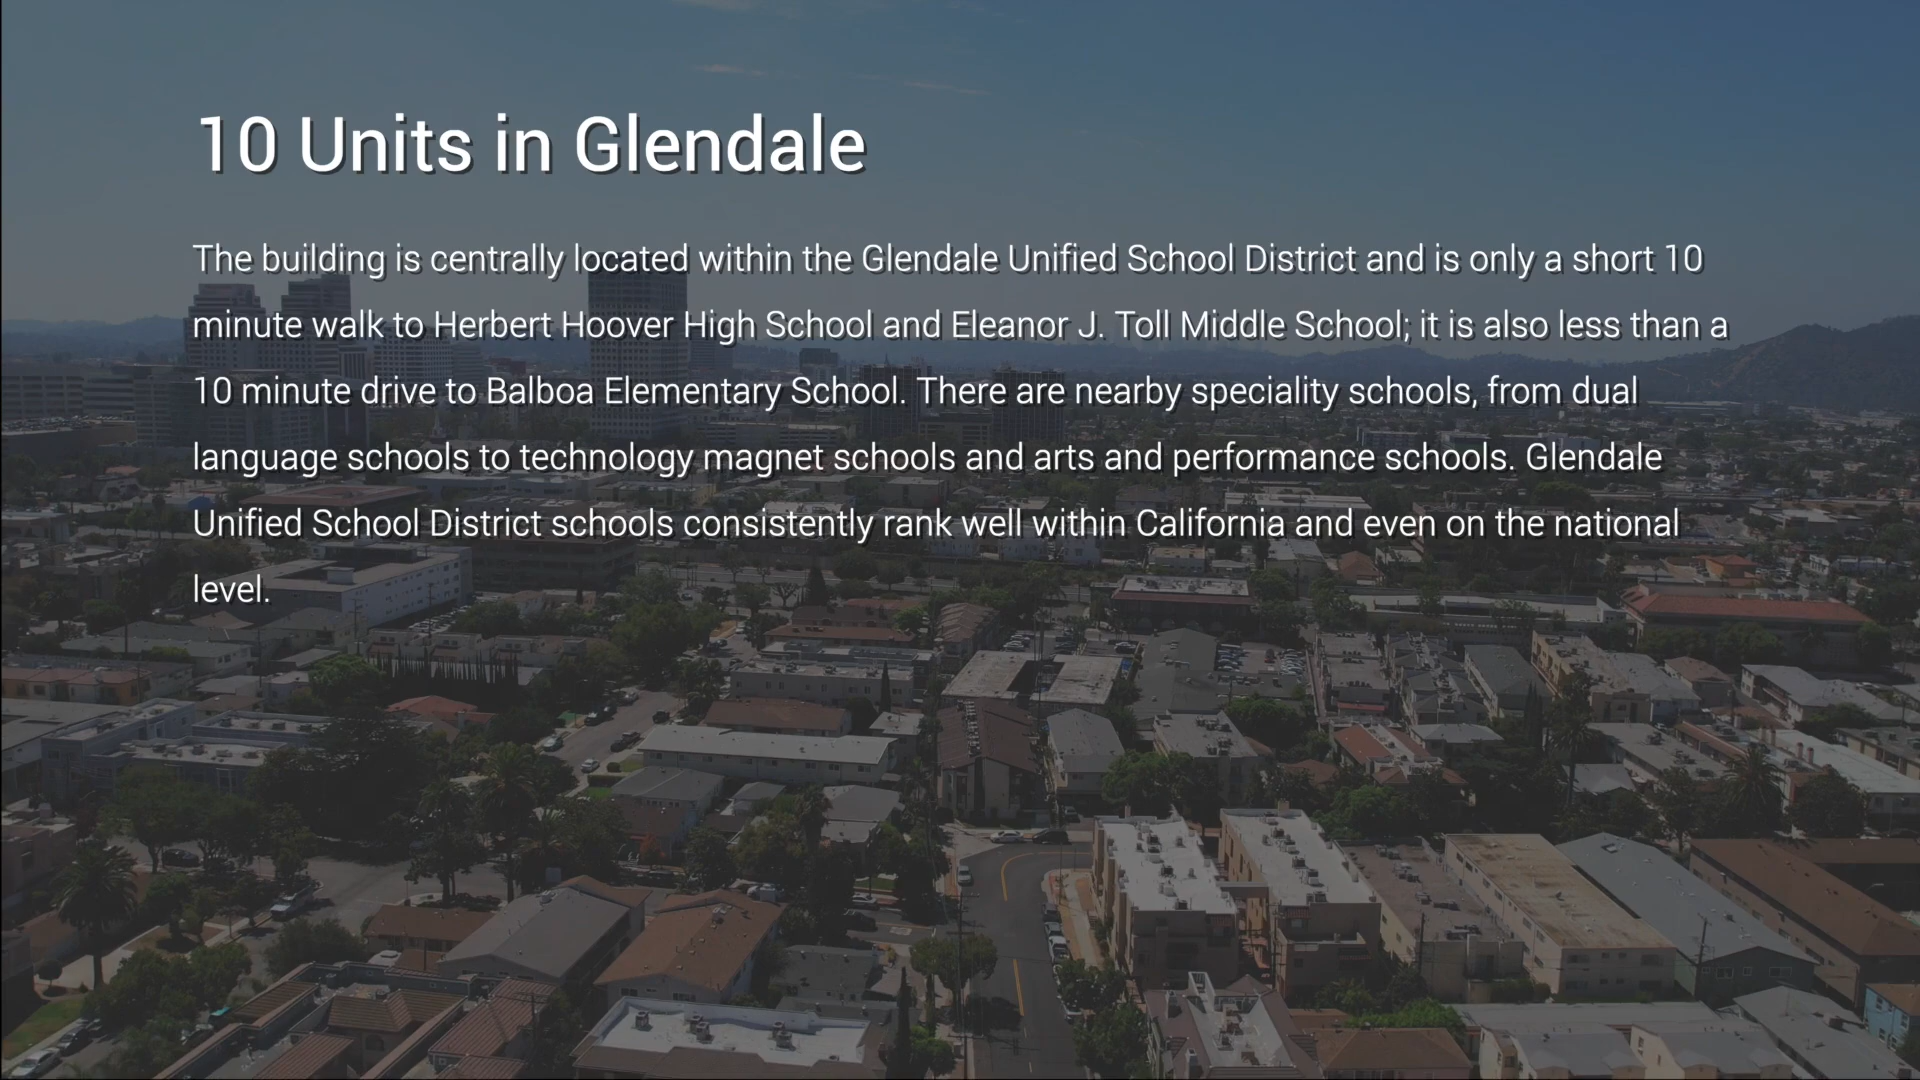 10 Units in Glendale
The building is centrally located within the Glendale Unified School District and is only a short 10
minute walk to Herbert Hoover High School and Eleanor J. Toll Middle School; it is also less than a
10 minute drive to Balboa Elementary School. There are nearby speciality schools, from dual
language schools to technology magnet schools and arts and performance schools. Glendale
Unified School District schools consistently rank well within California and even on the national
level.